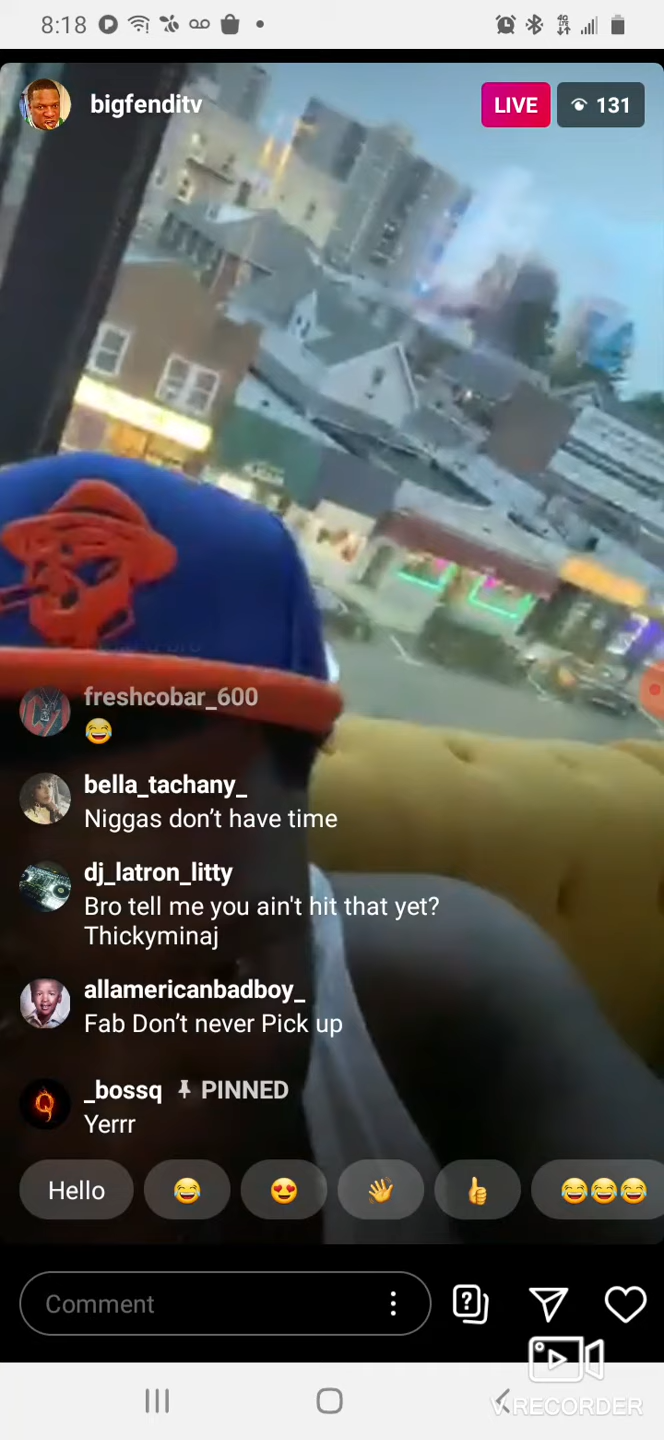 8:18
bigfenditv
LIVE
131
freshcobar_600
😂
bella_tachany_
Niggas don't have time
dj_latron_litty
Bro tell me you ain't hit that yet?
Thickyminaj
allamericanbadboy_
Fab Don't never Pick up
_bossq PINNED
Yerrr
Hello 😂 😍 👋 👍 😂😂😂
Comment
V RECORDER